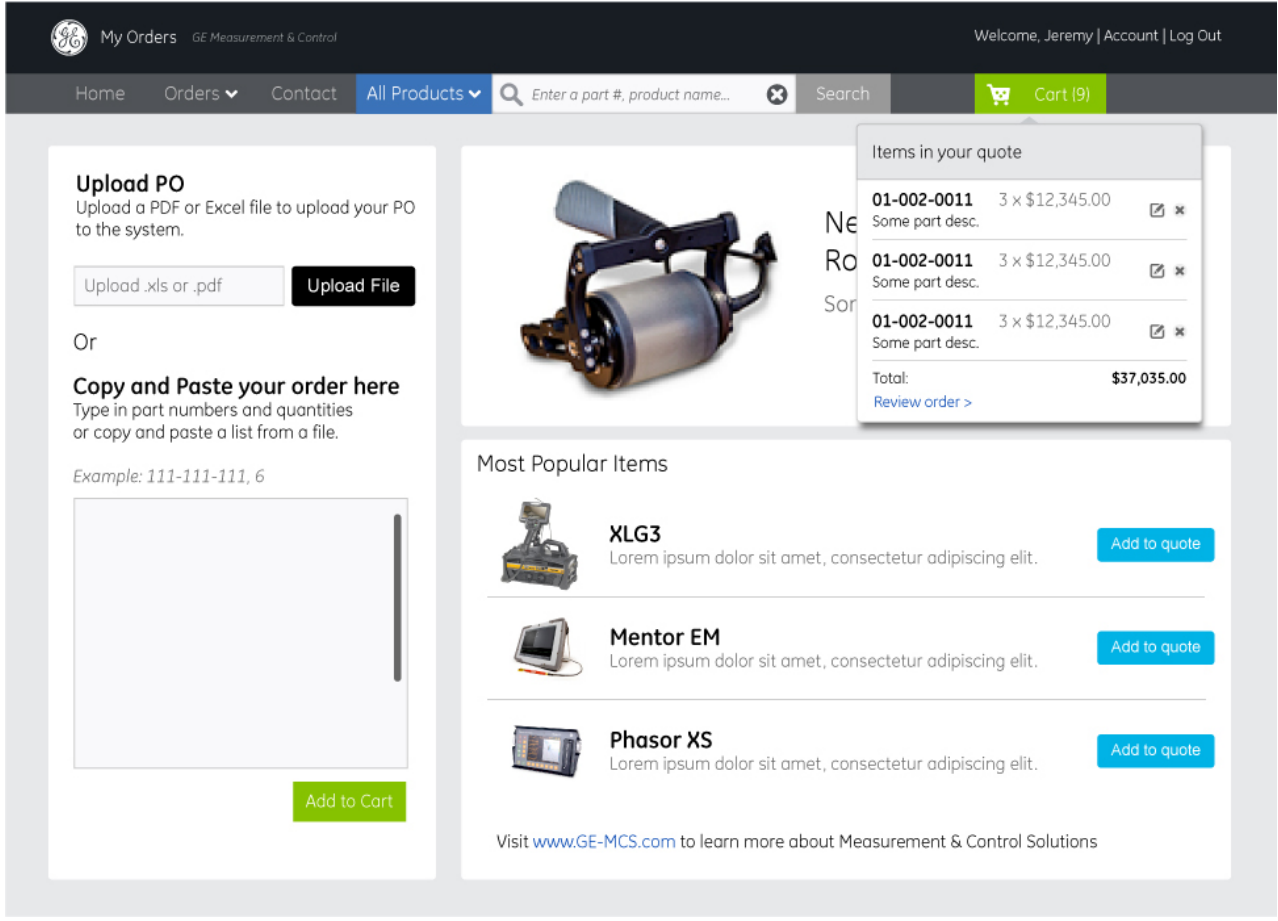 My Orders GE Measurement & Control
Welcome, Jeremy | Account | Log Out
Home Orders Contact All Products Enter a part #, product name... Search Cart (9)
Upload PO
Upload a PDF or Excel file to upload your PO
to the system.
Upload .xls or .pdf Upload File
Or
Copy and Paste your order here
Type in part numbers and quantities
or copy and paste a list from a file.
Example: 111-111-111, 6
Add to Cart
Ne
Ro
Sor
Items in your quote
01-002-0011 3 x $12,345.00
Some part desc.
01-002-0011 3 x $12,345.00
Some part desc.
01-002-0011 3 x $12,345.00
Some part desc.
Total: $37,035.00
Review order >
Most Popular Items
XLG3
Lorem ipsum dolor sit amet, consectetur adipiscing elit.
Add to quote
Mentor EM
Lorem ipsum dolor sit amet, consectetur adipiscing elit.
Add to quote
Phasor XS
Lorem ipsum dolor sit amet, consectetur adipiscing elit.
Add to quote
Visit www.GE-MCS.com to learn more about Measurement & Control Solutions